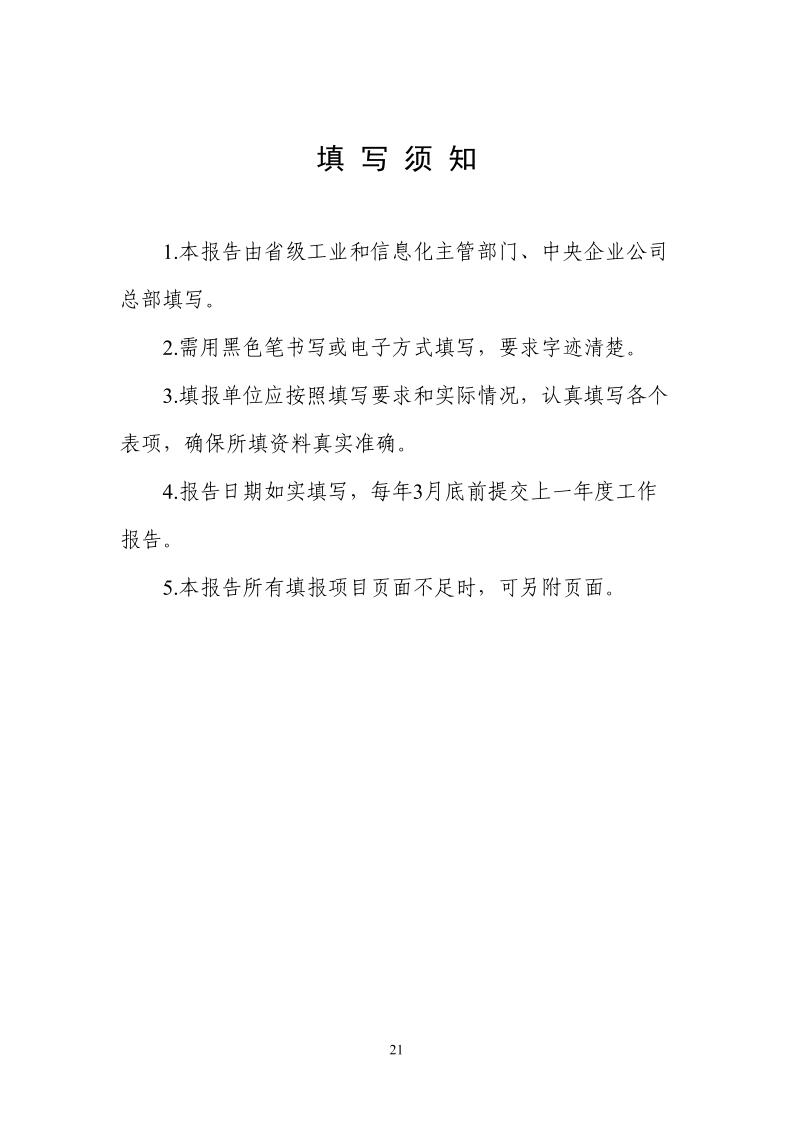 填写须知
1.本报告由省级工业和信息化主管部门、中央企业公司
总部填写。
2.需用黑色笔书写或电子方式填写，要求字迹清楚。
3.填报单位应按照填写要求和实际情况，认真填写各个
表项，确保所填资料真实准确。
4.报告日期如实填写，每年3月底前提交上一年度工作
报告。
5.本报告所有填报项目页面不足时，可另附页面。
21